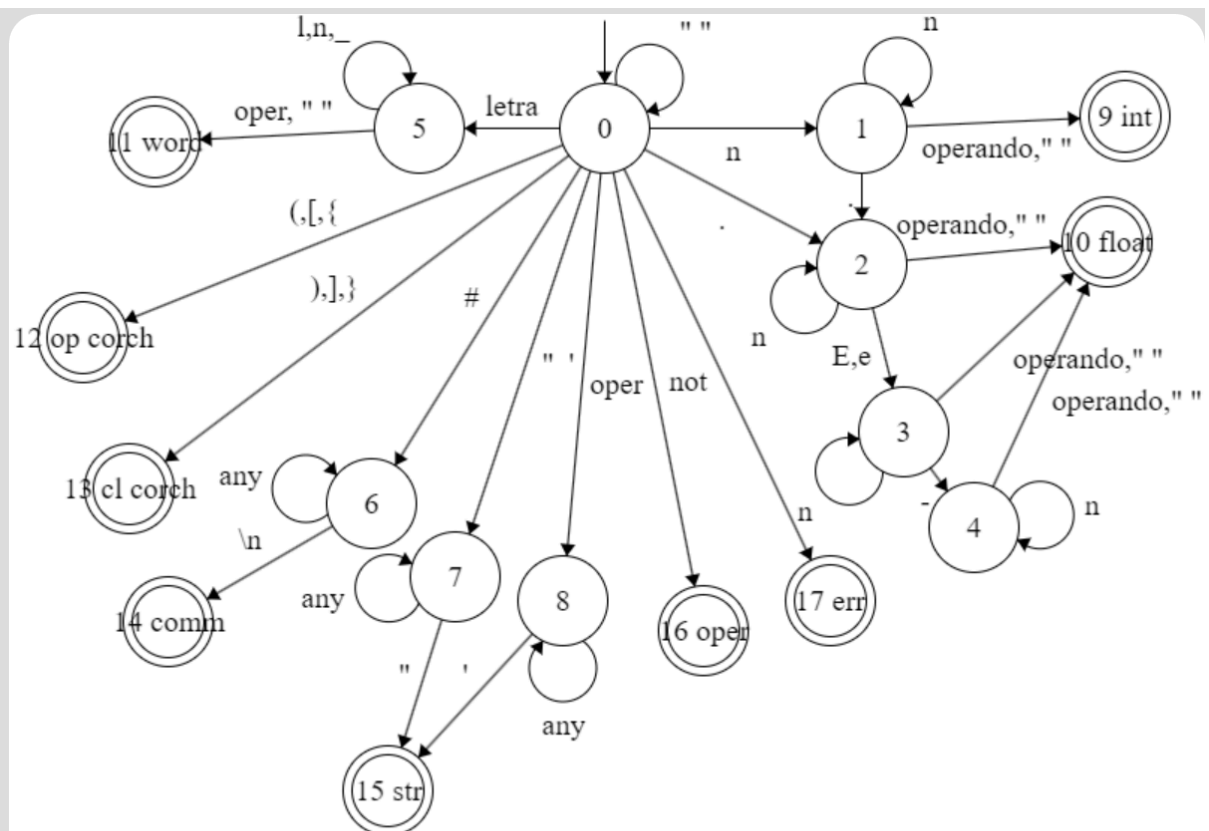 l,n,_
" "
n
oper, " "
letra
11 word
5
0
1
9 int
n
operando," "
.
(,[,{
.
operando," "
2
10 float
),],}
#
n
12 op corch
" '
E,e
oper
not
operando," "
operando," "
3
13 cl corch
any
6
-
n
n
4
\n
7
any
8
14 comm
16 oper
17 err
"
'
any
15 str